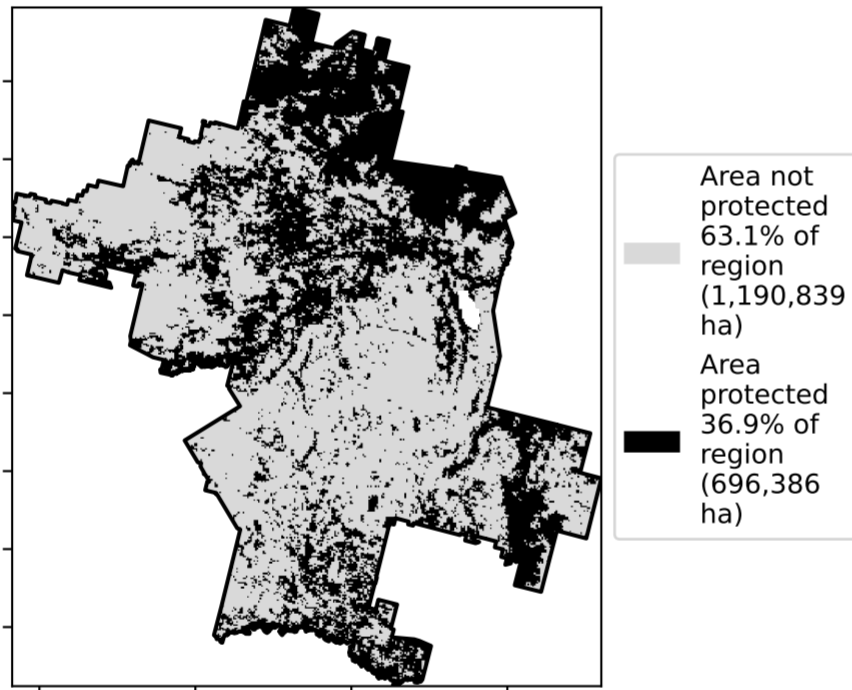 Area not
protected
63.1% of
region
(1,190,839
ha)
Area
protected
36.9% of
region
(696,386
ha)